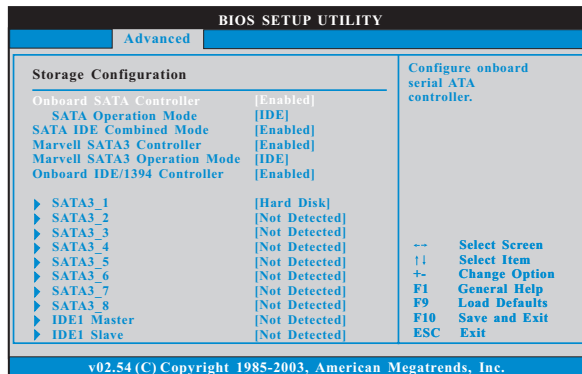 BIOS SETUP UTILITY
Advanced
Storage Configuration
Onboard SATA Controller [Enabled]
SATA Operation Mode [IDE]
SATA IDE Combined Mode [Enabled]
Marvell SATA3 Controller [Enabled]
Marvell SATA3 Operation Mode [IDE]
Onboard IDE/1394 Controller [Enabled]
SATA3_1 [Hard Disk]
SATA3_2 [Not Detected]
SATA3_3 [Not Detected]
SATA3_4 [Not Detected]
SATA3_5 [Not Detected]
SATA3_6 [Not Detected]
SATA3_7 [Not Detected]
SATA3_8 [Not Detected]
IDE1 Master [Not Detected]
IDE1 Slave [Not Detected]
Configure onboard
serial ATA
controller.
←→ Select Screen
↑↓ Select Item
+- Change Option
F1 General Help
F9 Load Defaults
F10 Save and Exit
ESC Exit
v02.54 (C) Copyright 1985-2003, American Megatrends, Inc.